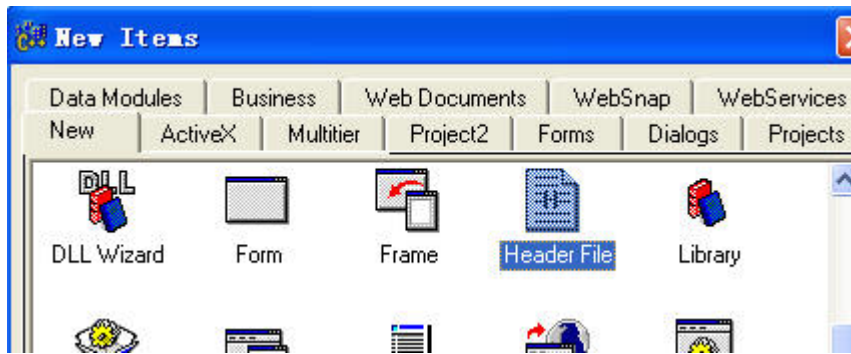 New Items
Data Modules Business Web Documents WebSnap WebServices
New ActiveX Multitier Project2 Forms Dialogs Projects
DLL
DLL Wizard Form Frame Header File Library